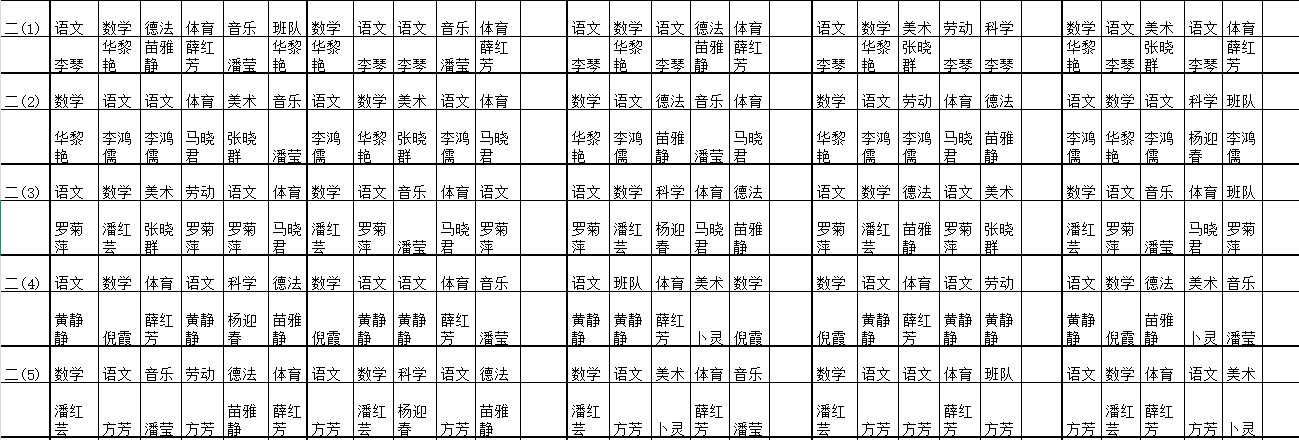 二(1) 语文 数学 德法 体育 音乐 班队 数学 语文 语文 音乐 体育 语文 数学 语文 德法 体育 语文 数学 美术 劳动 科学 数学 语文 美术 语文 体育
李琴 华黎艳 苗雅静 薛红芳 潘莹 华黎艳 华黎艳 李琴 李琴 潘莹 薛红芳 李琴 华黎艳 李琴 苗雅静 薛红芳 李琴 华黎艳 张晓群 李琴 李琴 华黎艳 李琴 张晓群 李琴 薛红芳
二(2) 数学 语文 语文 体育 美术 音乐 语文 数学 美术 语文 体育 数学 语文 德法 音乐 体育 数学 语文 劳动 体育 德法 语文 数学 语文 科学 班队
华黎艳 李鸿儒 李鸿儒 马晓君 张晓群 潘莹 李鸿儒 华黎艳 张晓群 李鸿儒 马晓君 华黎艳 李鸿儒 苗雅静 潘莹 马晓君 华黎艳 李鸿儒 李鸿儒 马晓君 苗雅静 李鸿儒 华黎艳 李鸿儒 杨迎春 李鸿儒
二(3) 语文 数学 美术 劳动 语文 体育 数学 语文 音乐 体育 语文 语文 数学 科学 体育 德法 语文 数学 德法 语文 美术 数学 语文 音乐 体育 班队
罗菊萍 潘红芸 张晓群 罗菊萍 罗菊萍 马晓君 潘红芸 罗菊萍 潘莹 马晓君 罗菊萍 罗菊萍 潘红芸 杨迎春 马晓君 苗雅静 罗菊萍 潘红芸 苗雅静 罗菊萍 张晓群 潘红芸 罗菊萍 潘莹 马晓君 罗菊萍
二(4) 语文 数学 体育 语文 科学 德法 数学 语文 语文 体育 音乐 语文 班队 体育 美术 数学 数学 语文 体育 语文 劳动 语文 数学 德法 美术 音乐
黄静静 倪霞 薛红芳 黄静静 杨迎春 苗雅静 倪霞 黄静静 黄静静 薛红芳 潘莹 黄静静 黄静静 薛红芳 卜灵 倪霞 倪霞 黄静静 薛红芳 黄静静 黄静静 黄静静 倪霞 苗雅静 卜灵 潘莹
二(5) 数学 语文 音乐 劳动 德法 体育 语文 数学 科学 语文 德法 数学 语文 美术 体育 音乐 数学 语文 语文 体育 班队 语文 数学 体育 语文 美术
潘红芸 方芳 潘莹 方芳 苗雅静 薛红芳 方芳 潘红芸 杨迎春 方芳 苗雅静 潘红芸 方芳 卜灵 薛红芳 潘莹 潘红芸 方芳 方芳 薛红芳 方芳 方芳 潘红芸 薛红芳 方芳 卜灵